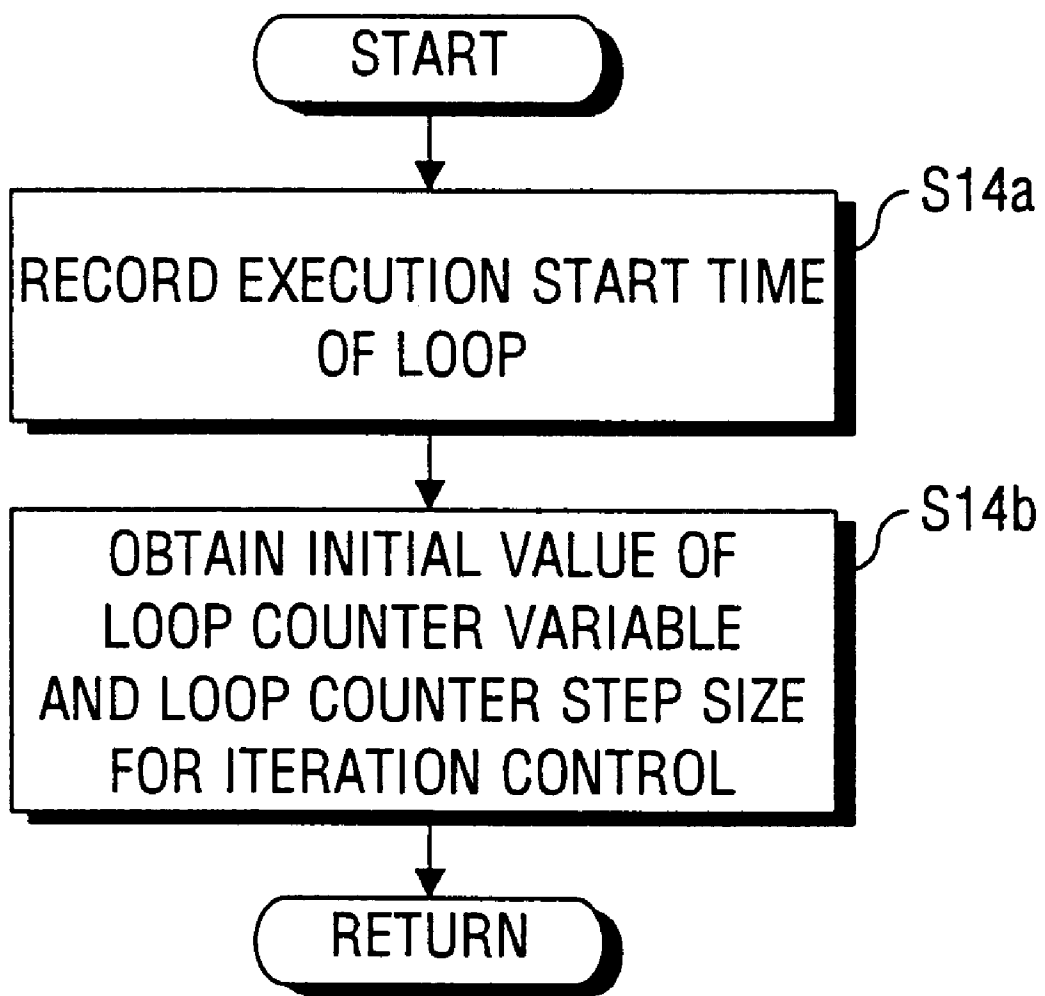 START
S14a
RECORD EXECUTION START TIME
OF LOOP
S14b
OBTAIN INITIAL VALUE OF
LOOP COUNTER VARIABLE
AND LOOP COUNTER STEP SIZE
FOR ITERATION CONTROL
RETURN